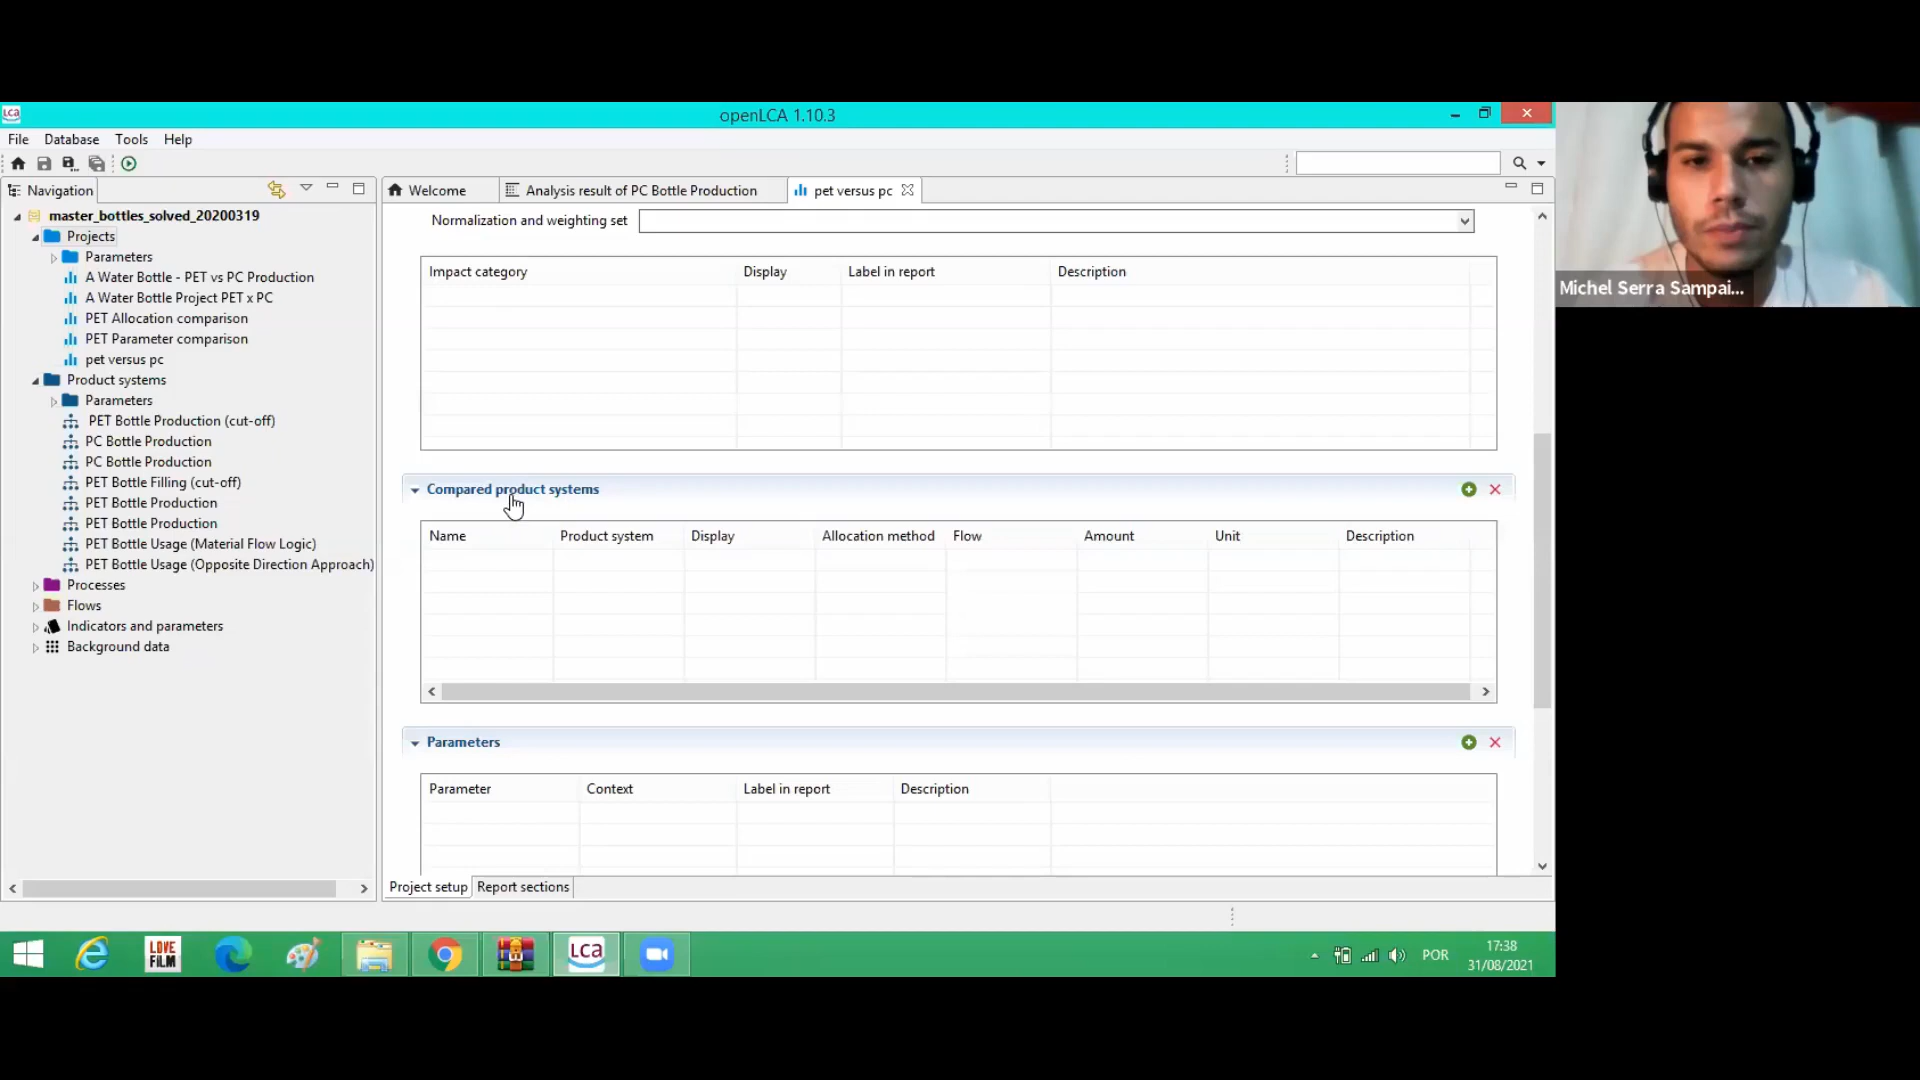 LCA
openLCA 1.10.3
File Database Tools Help
Navigation
Welcome
Analysis result of PC Bottle Production
pet versus pc
master_bottles_solved_20200319
Projects
Parameters
A Water Bottle - PET vs PC Production
A Water Bottle Project PET x PC
PET Allocation comparison
PET Parameter comparison
pet versus pc
Product systems
Parameters
PET Bottle Production (cut-off)
PC Bottle Production
PC Bottle Production
PET Bottle Filling (cut-off)
PET Bottle Production
PET Bottle Production
PET Bottle Usage (Material Flow Logic)
PET Bottle Usage (Opposite Direction Approach)
Processes
Flows
Indicators and parameters
Background data
Normalization and weighting set
Impact category Display Label in report Description
Compared product systems
Name Product system Display Allocation method Flow Amount Unit Description
Parameters
Parameter Context Label in report Description
Project setup Report sections
Michel Serra Sampai...
LOVE
FILM
LCA
POR
17:38
31/08/2021